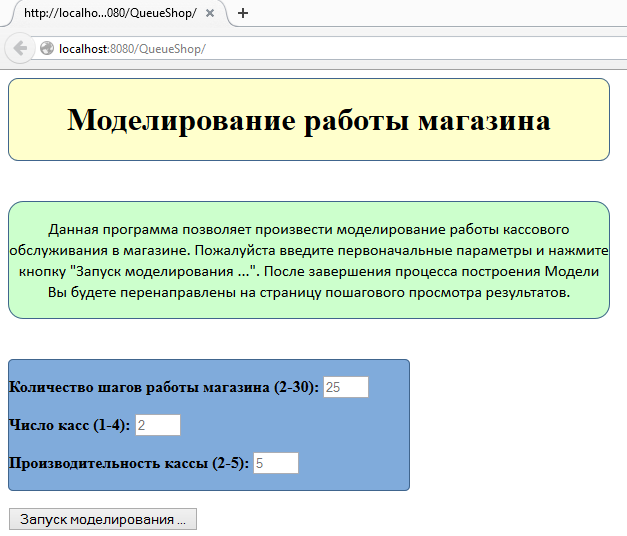 http://localho...080/QueueShop/
localhost:8080/QueueShop/
Моделирование работы магазина
Данная программа позволяет произвести моделирование работы кассового
обслуживания в магазине. Пожалуйста введите первоначальные параметры и нажмите
кнопку "Запуск моделирования ...". После завершения процесса построения Модели
Вы будете перенаправлены на страницу пошагового просмотра результатов.
Количество шагов работы магазина (2-30): 25
Число касс (1-4): 2
Производительность кассы (2-5): 5
Запуск моделирования ...